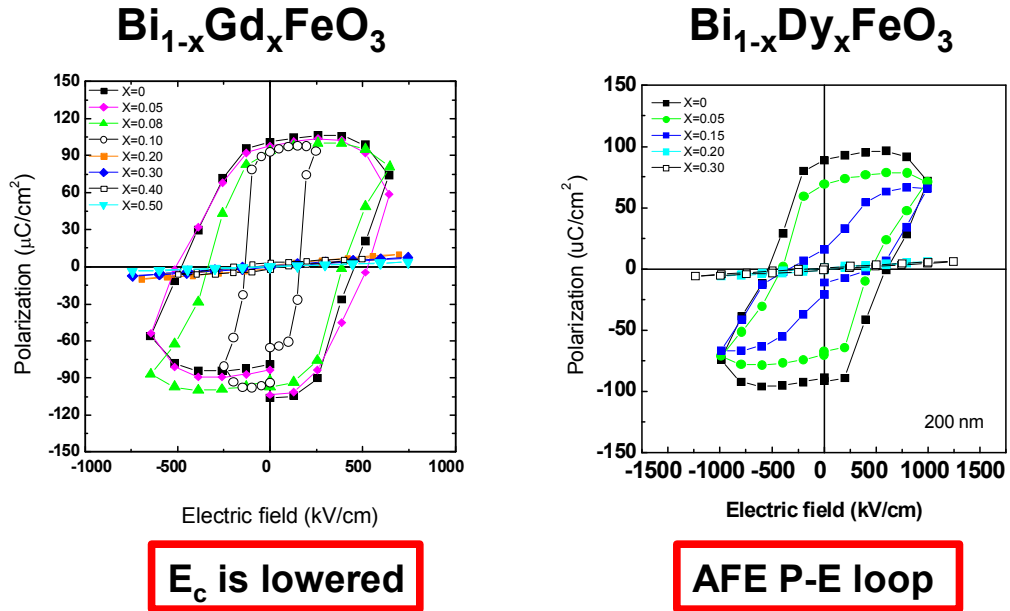 Bi₁₋ₓGdₓFeO₃
150
120
90
60
30
0
-30
-60
-90
-120
-150
Polarization (μC/cm²)
X=0
X=0.05
X=0.08
X=0.10
X=0.20
X=0.30
X=0.40
X=0.50
-1000 -500 0 500 1000
Electric field (kV/cm)
E_c is lowered
Bi₁₋ₓDyₓFeO₃
150
100
50
0
-50
-100
-150
Polarization (uC/cm²)
X=0
X=0.05
X=0.15
X=0.20
X=0.30
200 nm
-1500 -1000 -500 0 500 1000 1500
Electric field (kV/cm)
AFE P-E loop